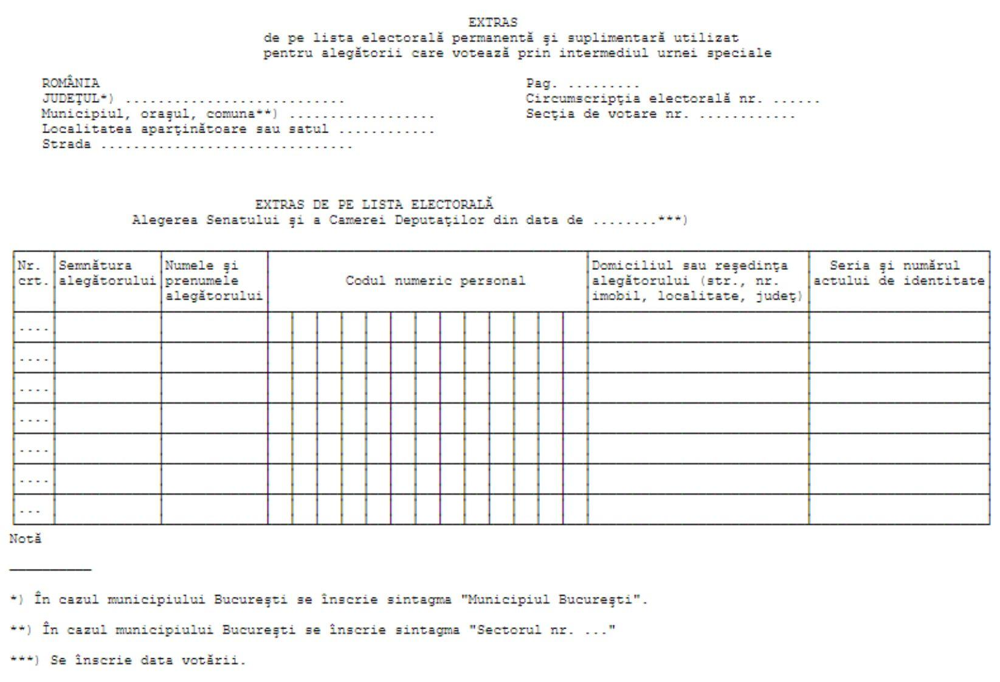 EXTRAS
de pe lista electorală permanentă şi suplimentară utilizat
pentru alegătorii care votează prin intermediul urnei speciale
ROMÂNIA
Pag. .........
JUDEŢUL*) ...........................
Circumscripţia electorală nr. ......
Municipiul, oraşul, comuna**) ..................
Secţia de votare nr. ............
Localitatea aparţinătoare sau satul ............
Strada ...............................
EXTRAS DE PE LISTA ELECTORALĂ
Alegerea Senatului şi a Camerei Deputaţilor din data de ........***)
Nr.
crt.
Semnătura
alegătorului
Numele şi
prenumele
alegătorului
Codul numeric personal
Domiciliul sau reşedinţa
alegătorului (str., nr.
imobil, localitate, judeţ)
Seria şi numărul
actului de identitate
....
....
....
....
....
....
...
Notă
__________
*) În cazul municipiului Bucureşti se înscrie sintagma "Municipiul Bucureşti".
**) În cazul municipiului Bucureşti se înscrie sintagma "Sectorul nr. ..."
***) Se înscrie data votării.